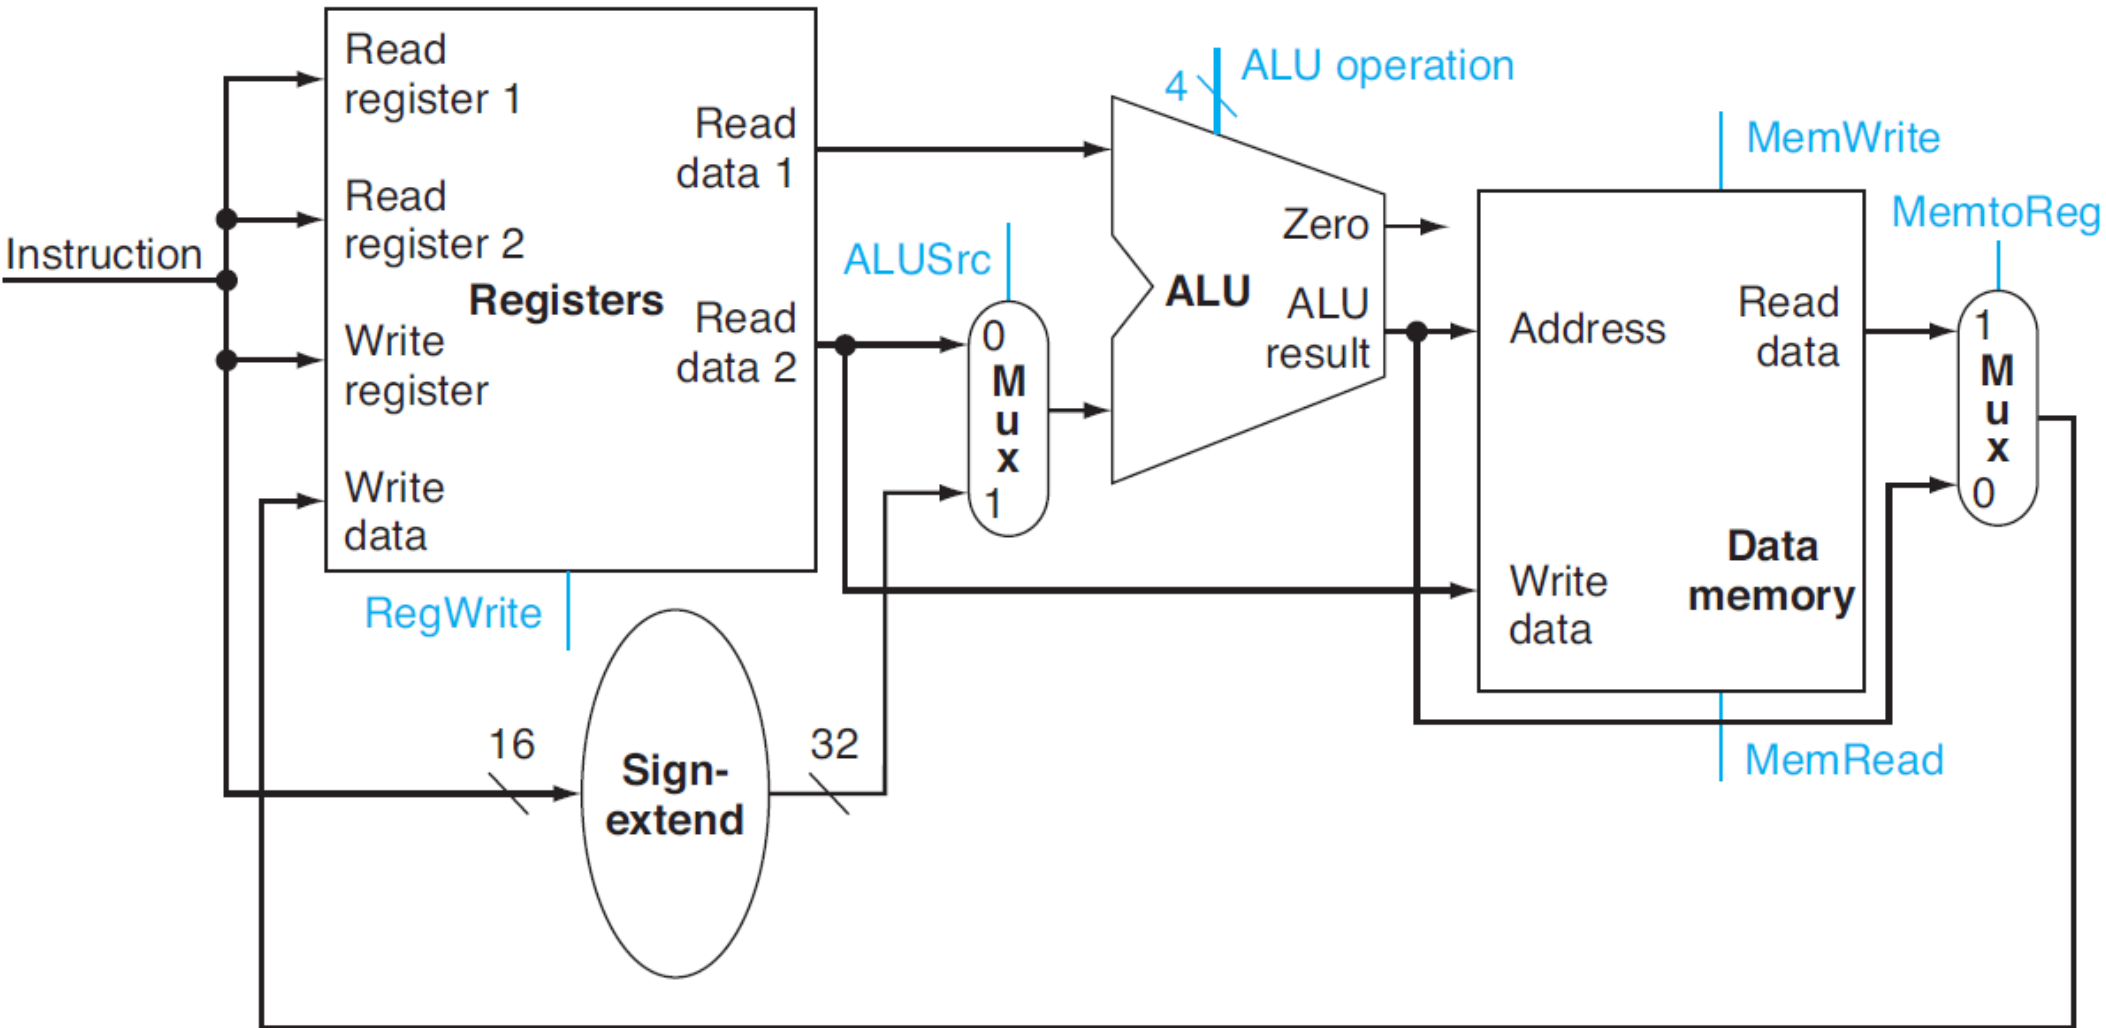 Instruction
Read
register 1
Read
register 2
Registers
Write
register
Write
data
Read
data 1
Read
data 2
RegWrite
16
Sign-
extend
32
ALUSrc
0
M
u
x
1
4
ALU operation
Zero
ALU
ALU
result
MemWrite
Address
Read
data
Write
data
Data
memory
MemRead
MemtoReg
1
M
u
x
0